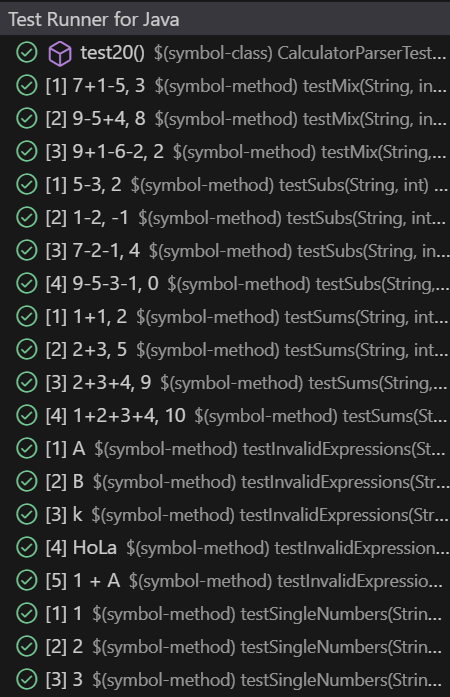 Test Runner for Java
test20() $(symbol-class) CalculatorParserTest...
[1] 7+1-5, 3 $(symbol-method) testMix(String, in...
[2] 9-5+4, 8 $(symbol-method) testMix(String, in...
[3] 9+1-6-2, 2 $(symbol-method) testMix(String,...
[1] 5-3, 2 $(symbol-method) testSubs(String, int) ...
[2] 1-2, -1 $(symbol-method) testSubs(String, int...
[3] 7-2-1, 4 $(symbol-method) testSubs(String, in...
[4] 9-5-3-1, 0 $(symbol-method) testSubs(String,...
[1] 1+1, 2 $(symbol-method) testSums(String, int...
[2] 2+3, 5 $(symbol-method) testSums(String, int...
[3] 2+3+4, 9 $(symbol-method) testSums(String,...
[4] 1+2+3+4, 10 $(symbol-method) testSums(St...
[1] A $(symbol-method) testInvalidExpressions(St...
[2] B $(symbol-method) testInvalidExpressions(Str...
[3] k $(symbol-method) testInvalidExpressions(Str...
[4] HoLa $(symbol-method) testInvalidExpression...
[5] 1 + A $(symbol-method) testInvalidExpressio...
[1] 1 $(symbol-method) testSingleNumbers(Strin...
[2] 2 $(symbol-method) testSingleNumbers(Strin...
[3] 3 $(symbol-method) testSingleNumbers(Strin...